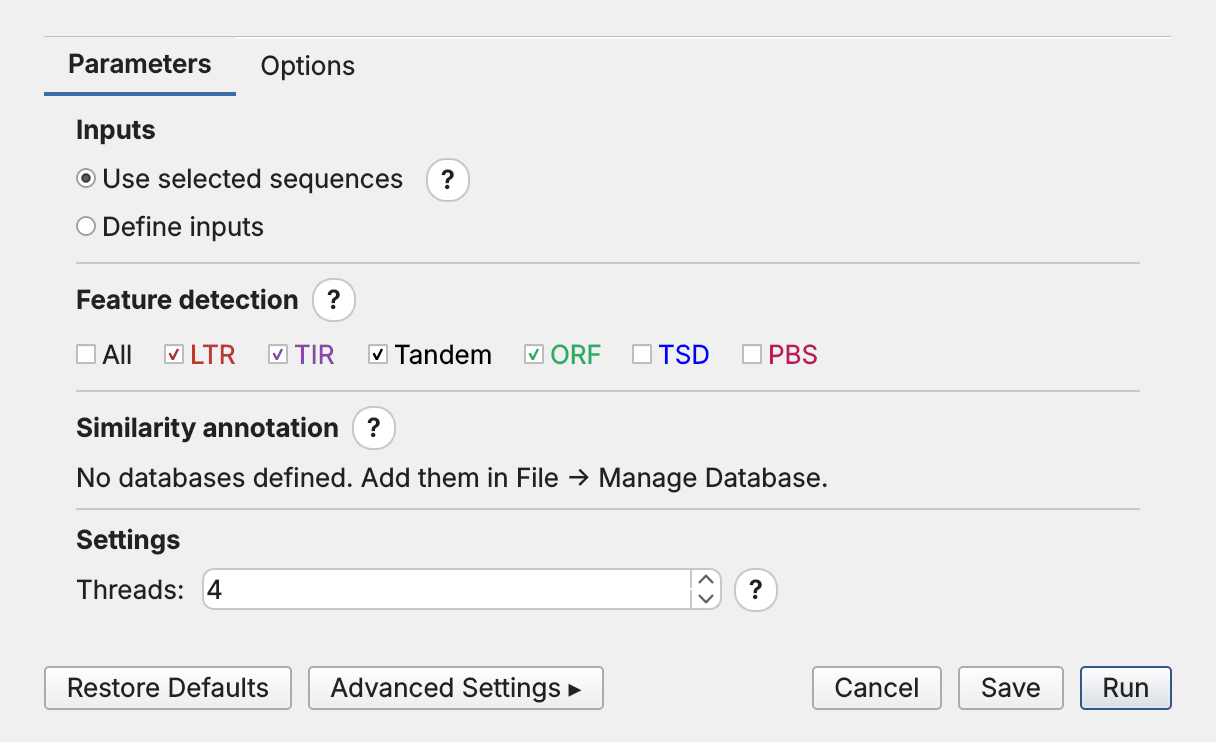 Parameters Options
Inputs
Use selected sequences ?
Define inputs
Feature detection ?
All LTR TIR Tandem ORF TSD PBS
Similarity annotation ?
No databases defined. Add them in File → Manage Database.
Settings
Threads: 4 ?
Restore Defaults Advanced Settings ▸ Cancel Save Run